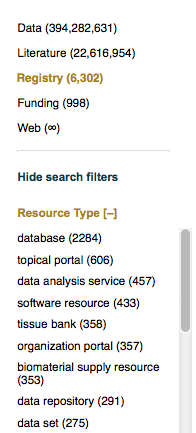 Data (394,282,631)
Literature (22,616,954)
Registry (6,302)
Funding (998)
Web (∞)
Hide search filters
Resource Type [–]
database (2284)
topical portal (606)
data analysis service (457)
software resource (433)
tissue bank (358)
organization portal (357)
biomaterial supply resource
(353)
data repository (291)
data set (275)